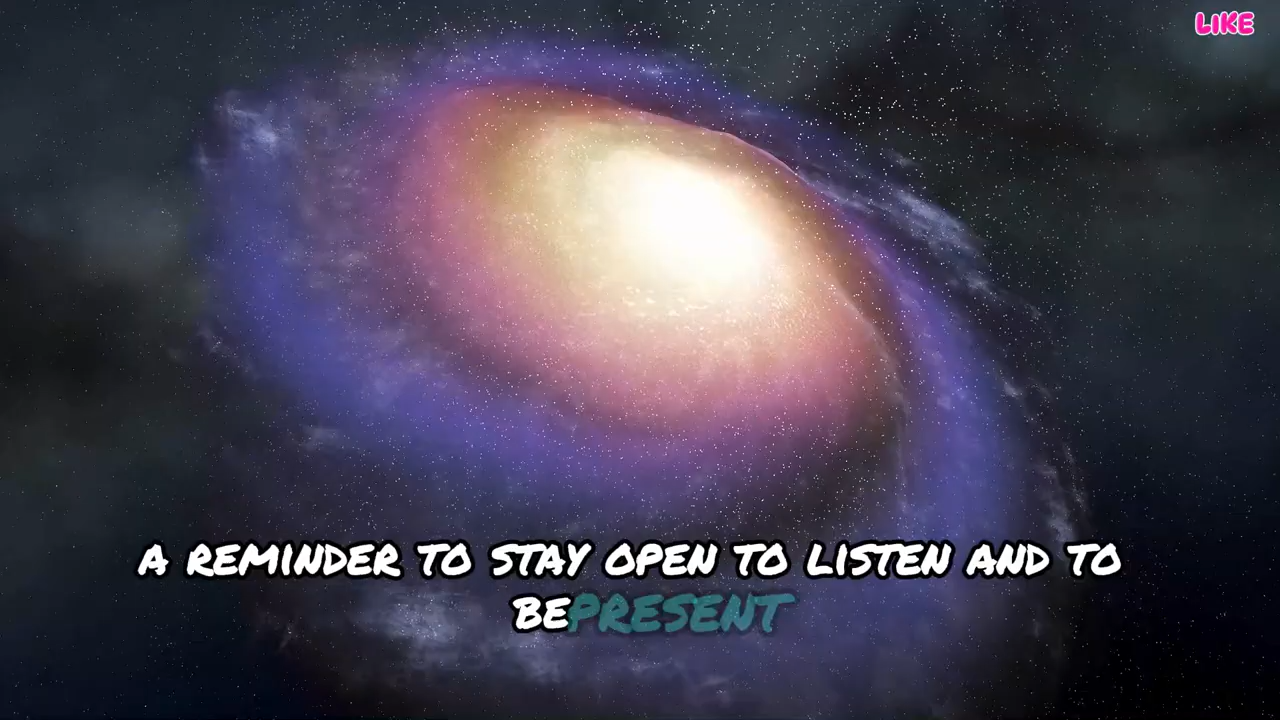 LIKE
A REMINDER TO STAY OPEN TO LISTEN AND TO
BEPRESENT